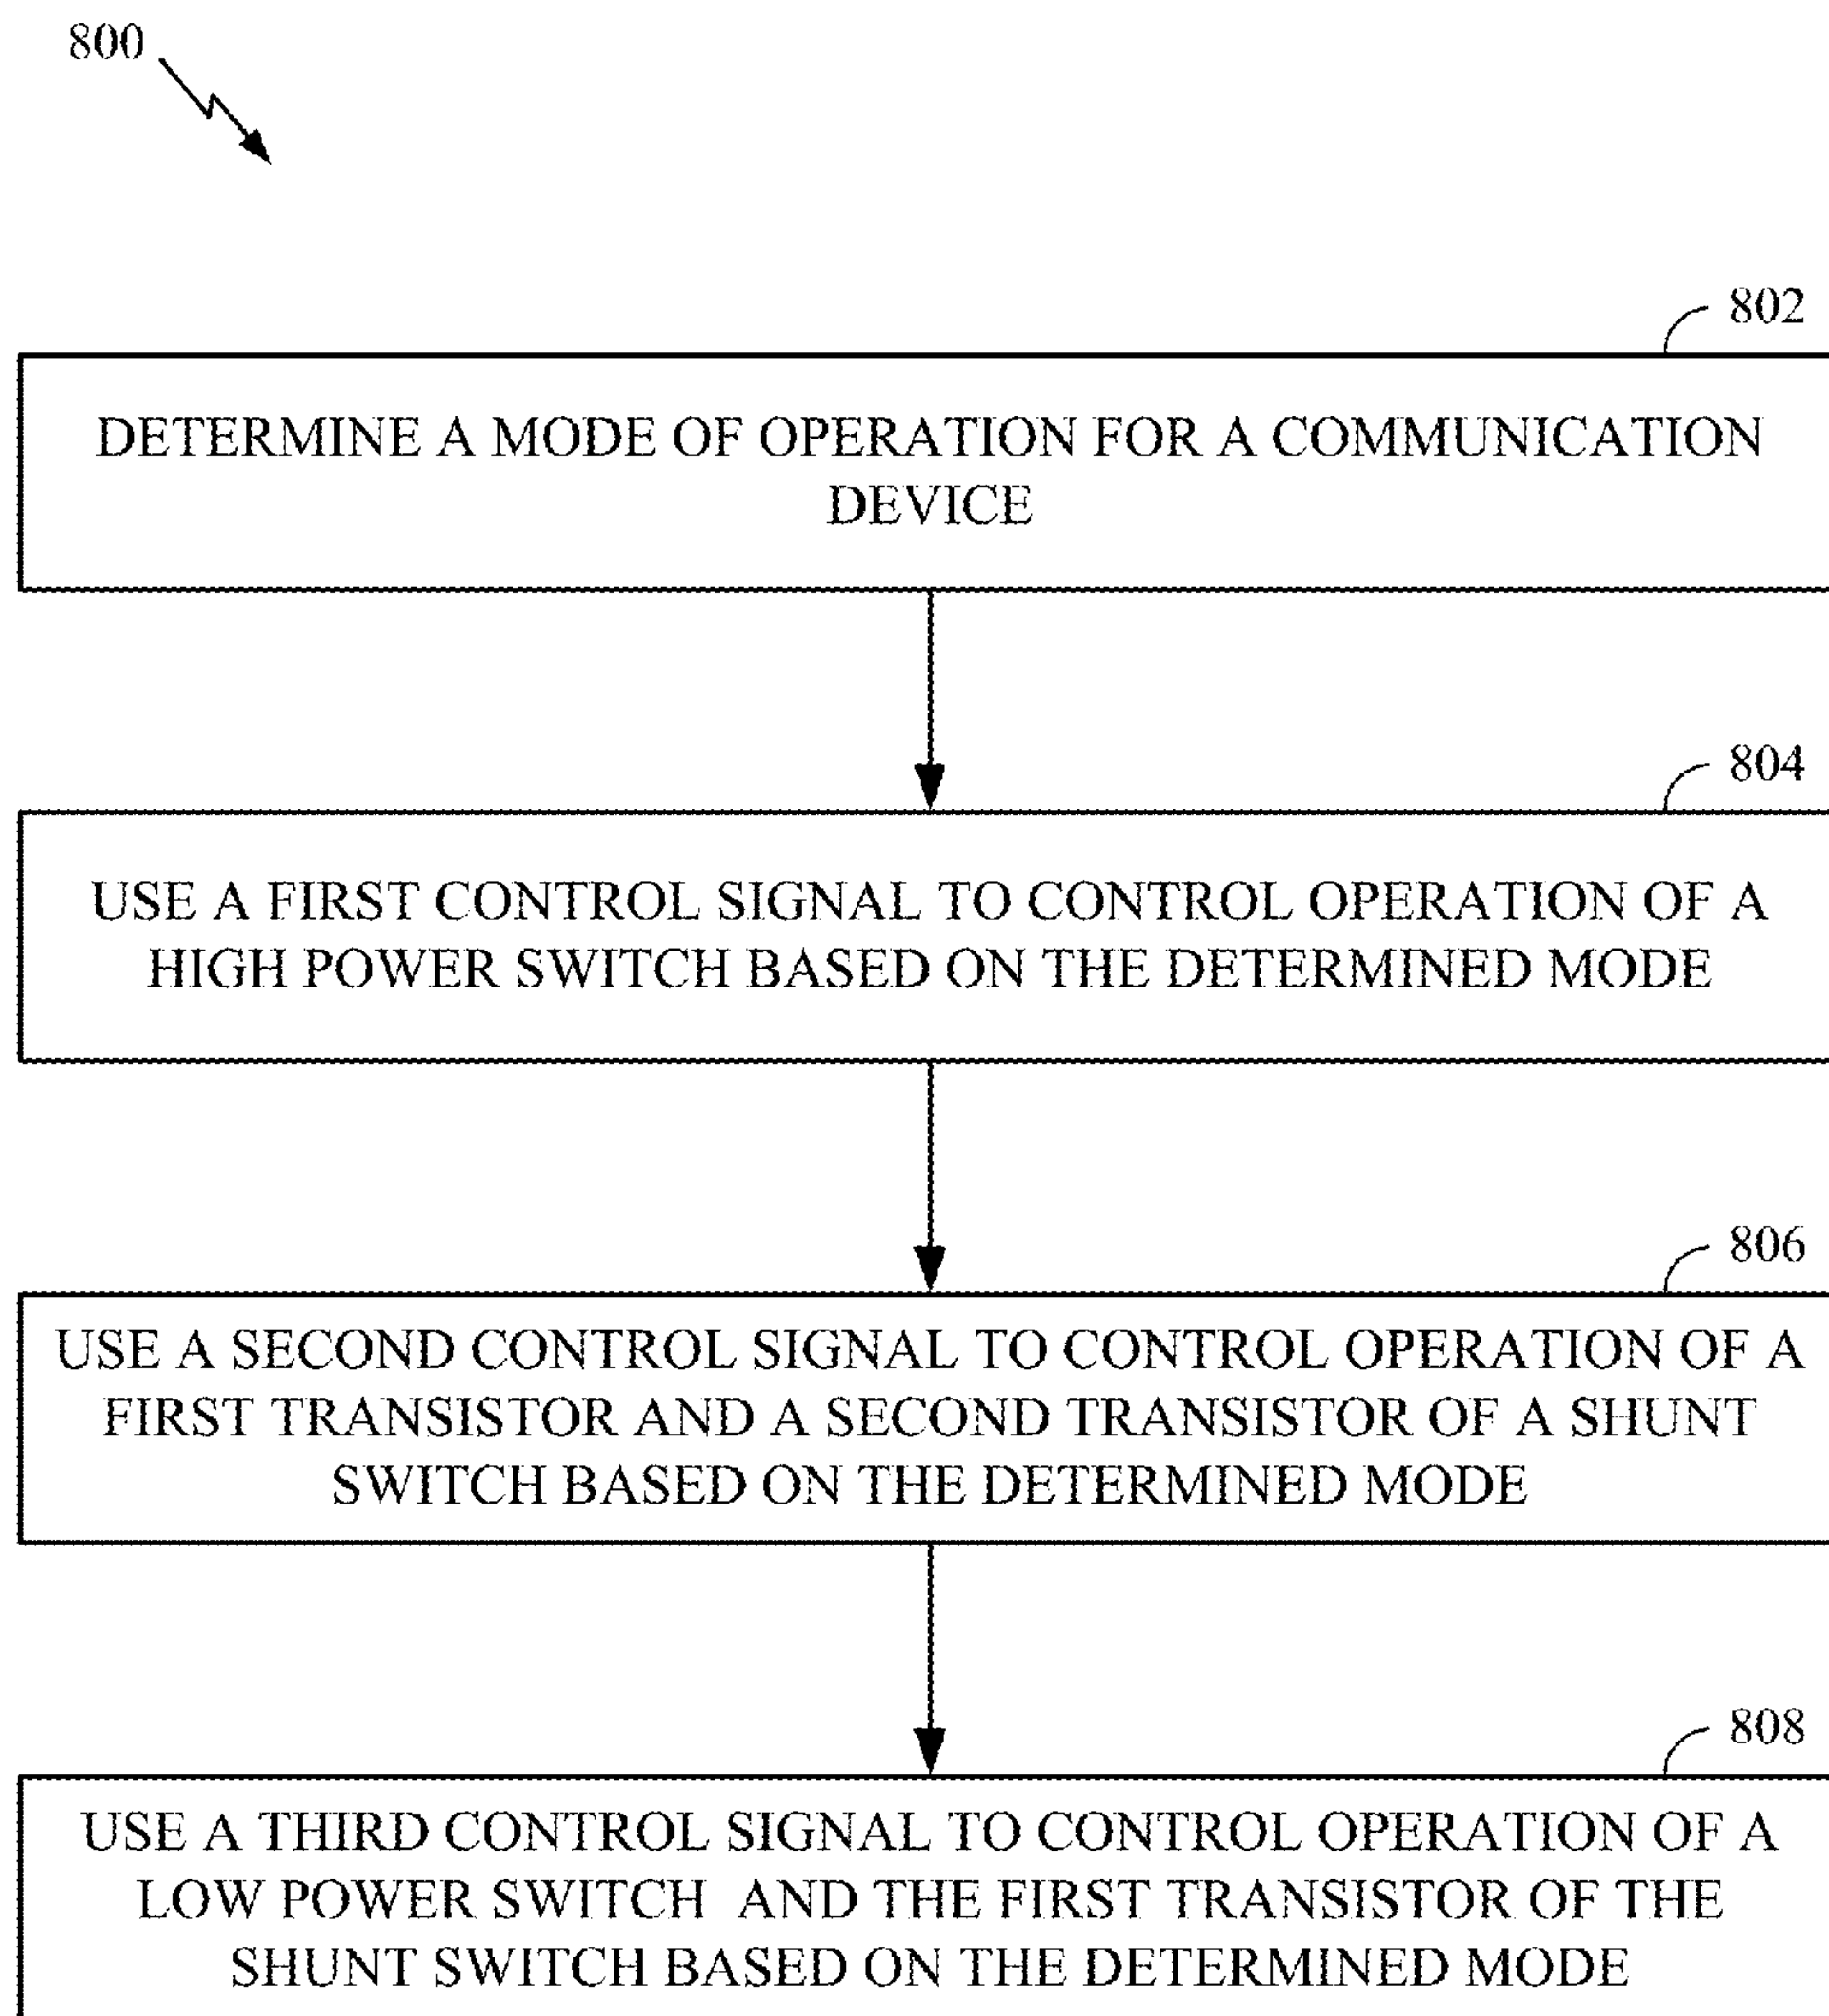 800
802
DETERMINE A MODE OF OPERATION FOR A COMMUNICATION
DEVICE
804
USE A FIRST CONTROL SIGNAL TO CONTROL OPERATION OF A
HIGH POWER SWITCH BASED ON THE DETERMINED MODE
806
USE A SECOND CONTROL SIGNAL TO CONTROL OPERATION OF A
FIRST TRANSISTOR AND A SECOND TRANSISTOR OF A SHUNT
SWITCH BASED ON THE DETERMINED MODE
808
USE A THIRD CONTROL SIGNAL TO CONTROL OPERATION OF A
LOW POWER SWITCH AND THE FIRST TRANSISTOR OF THE
SHUNT SWITCH BASED ON THE DETERMINED MODE